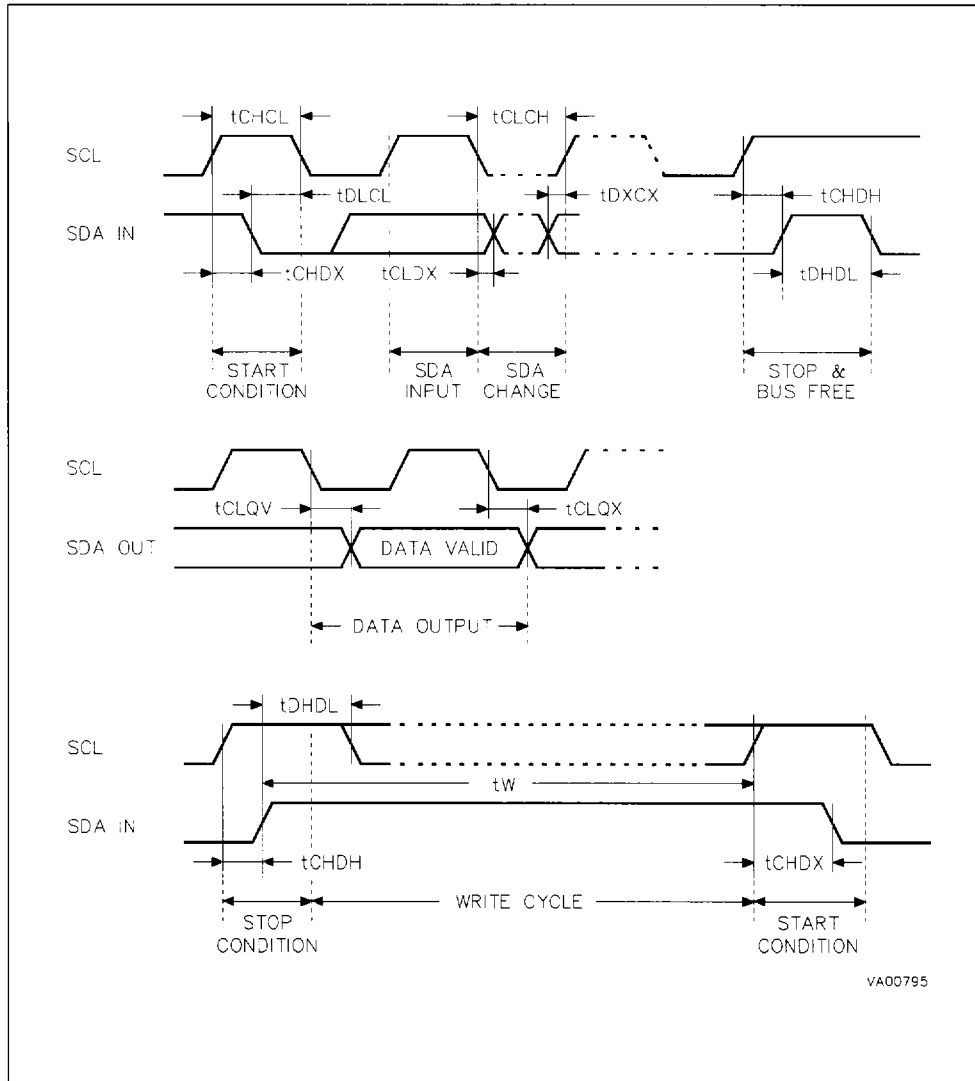 tCHCL
tCLCH
SCL
tDLCL
tDXCX
tCHDH
SDA IN
tCHDX
tCLDX
tDHDL
START
CONDITION
SDA
INPUT
SDA
CHANGE
STOP &
BUS FREE
SCL
tCLQV
tCLQX
SDA OUT
DATA VALID
DATA OUTPUT
tDHDL
SCL
tW
SDA IN
tCHDH
tCHDX
WRITE CYCLE
STOP
CONDITION
START
CONDITION
VA00795